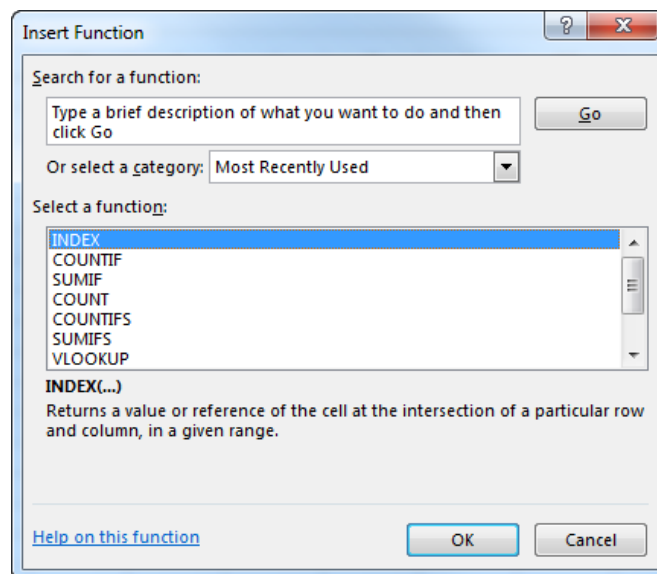 Insert Function
?
Search for a function:
Type a brief description of what you want to do and then
click Go
Go
Or select a category: Most Recently Used
Select a function:
INDEX
COUNTIF
SUMIF
COUNT
COUNTIFS
SUMIFS
VLOOKUP
INDEX(...)
Returns a value or reference of the cell at the intersection of a particular row
and column, in a given range.
Help on this function
OK
Cancel